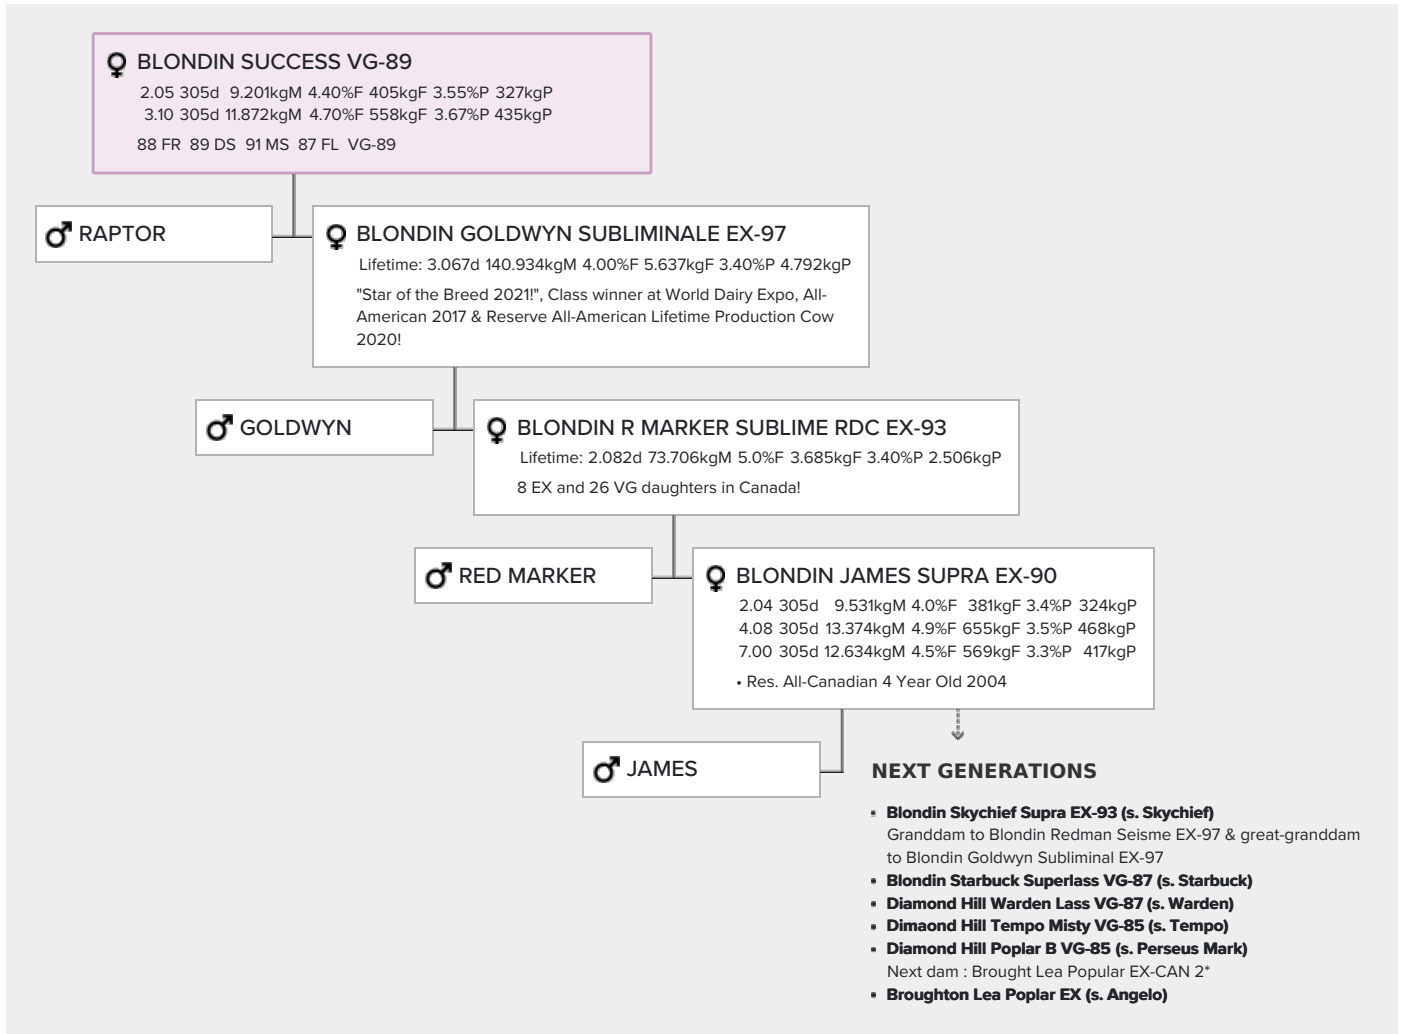 BLONDIN SUCCESS VG-89
2.05 305d 9.201kgM 4.40%F 405kgF 3.55%P 327kgP
3.10 305d 11.872kgM 4.70%F 558kgF 3.67%P 435kgP
88 FR 89 DS 91 MS 87 FL VG-89
RAPTOR
BLONDIN GOLDWYN SUBLIMINALE EX-97
Lifetime: 3.067d 140.934kgM 4.00%F 5.637kgF 3.40%P 4.792kgP
"Star of the Breed 2021!", Class winner at World Dairy Expo, All-
American 2017 & Reserve All-American Lifetime Production Cow
2020!
GOLDWYN
BLONDIN R MARKER SUBLIME RDC EX-93
Lifetime: 2.082d 73.706kgM 5.0%F 3.685kgF 3.40%P 2.506kgP
8 EX and 26 VG daughters in Canada!
RED MARKER
BLONDIN JAMES SUPRA EX-90
2.04 305d 9.531kgM 4.0%F 381kgF 3.4%P 324kgP
4.08 305d 13.374kgM 4.9%F 655kgF 3.5%P 468kgP
7.00 305d 12.634kgM 4.5%F 569kgF 3.3%P 417kgP
• Res. All-Canadian 4 Year Old 2004
JAMES
NEXT GENERATIONS
• Blondin Skychief Supra EX-93 (s. Skychief)
Granddam to Blondin Redman Seisme EX-97 & great-granddam
to Blondin Goldwyn Subliminal EX-97
• Blondin Starbuck Superlass VG-87 (s. Starbuck)
• Diamond Hill Warden Lass VG-87 (s. Warden)
• Dimaond Hill Tempo Misty VG-85 (s. Tempo)
• Diamond Hill Poplar B VG-85 (s. Perseus Mark)
Next dam : Brought Lea Popular EX-CAN 2*
• Broughton Lea Poplar EX (s. Angelo)